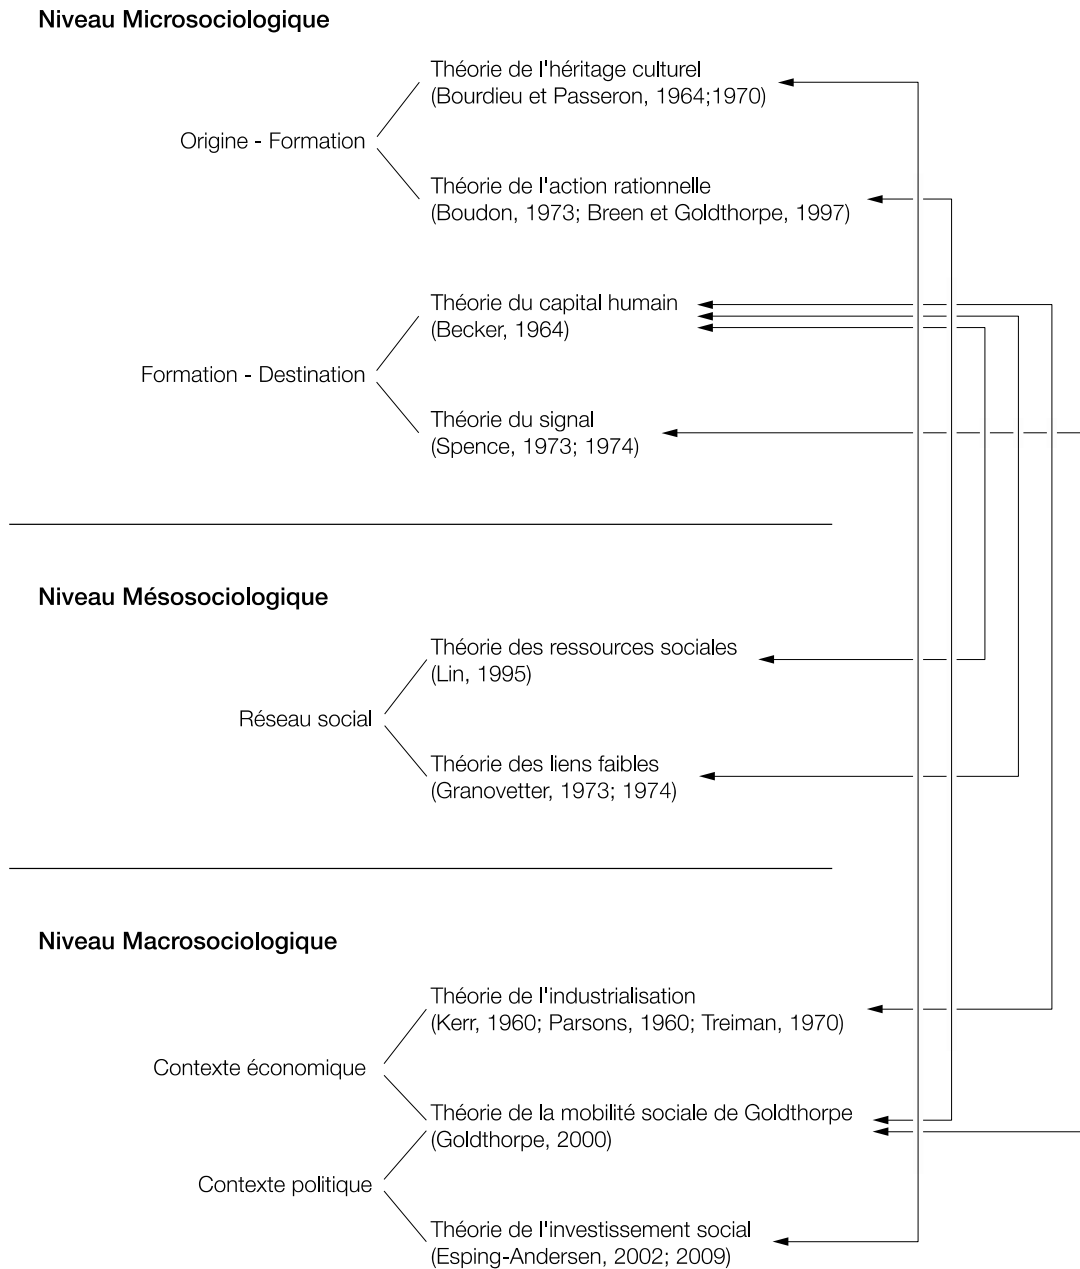 Niveau Microsociologique
Théorie de l'héritage culturel
(Bourdieu et Passeron, 1964;1970)
Origine - Formation
Théorie de l'action rationnelle
(Boudon, 1973; Breen et Goldthorpe, 1997)
Théorie du capital humain
(Becker, 1964)
Formation - Destination
Théorie du signal
(Spence, 1973; 1974)
Niveau Mésosociologique
Théorie des ressources sociales
(Lin, 1995)
Réseau social
Théorie des liens faibles
(Granovetter, 1973; 1974)
Niveau Macrosociologique
Théorie de l'industrialisation
(Kerr, 1960; Parsons, 1960; Treiman, 1970)
Contexte économique
Théorie de la mobilité sociale de Goldthorpe
(Goldthorpe, 2000)
Contexte politique
Théorie de l'investissement social
(Esping-Andersen, 2002; 2009)